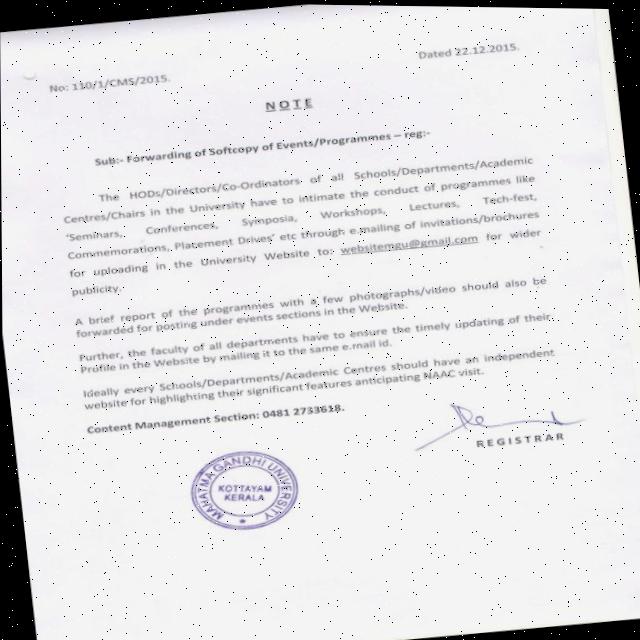 No: 110/1/CMS/2015.
Dated 22.12.2015.
NOTE
Sub:- Forwarding of Softcopy of Events/Programmes – reg:-
The HODs/Directors/Co-Ordinators of all Schools/Departments/Academic
Centres/Chairs in the University have to intimate the conduct of programmes like
'Seminars, Conferences, Symposia, Workshops, Lectures, Tech-fest,
Commemorations, Placement Drives' etc through e.mailing of invitations/brochures
for uploading in the University Website to: websitemgu@gmail.com for wider
publicity.
A brief report of the programmes with a few photographs/video should also be
forwarded for posting under events sections in the Website.
Further, the faculty of all departments have to ensure the timely updating of their
Profile in the Website by mailing it to the same e.mail id.
Ideally every Schools/Departments/Academic Centres should have an independent
website for highlighting their significant features anticipating NAAC visit.
Content Management Section: 0481 2733618.
REGISTRAR
MAHATMA GANDHI UNIVERSITY
KOTTAYAM
KERALA